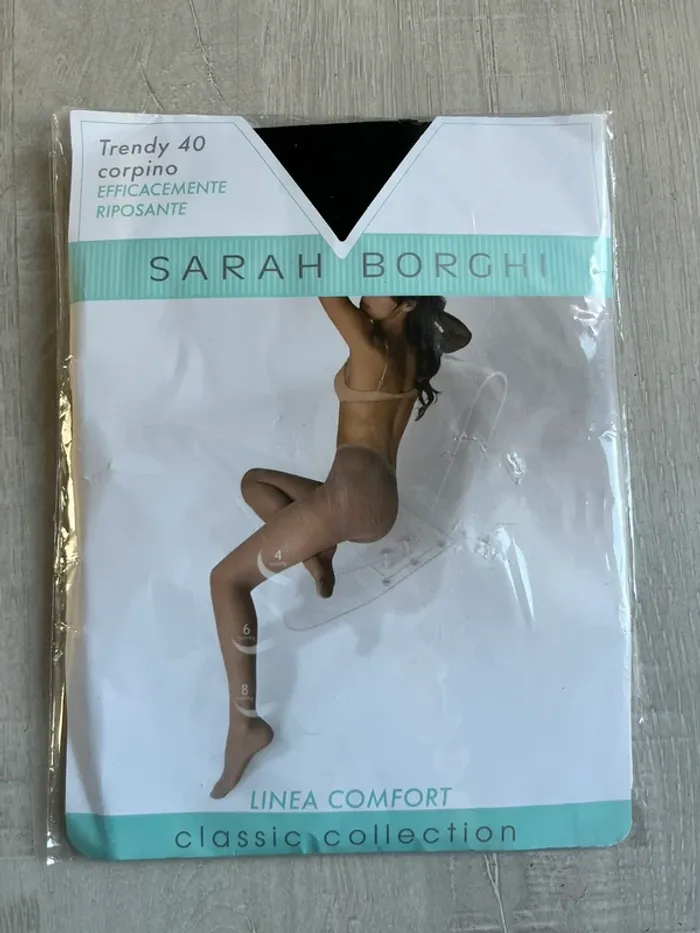 Trendy 40
corpino
EFFICACEMENTE
RIPOSANTE
SARAH BORGHI
4
6
8
LINEA COMFORT
classic collection